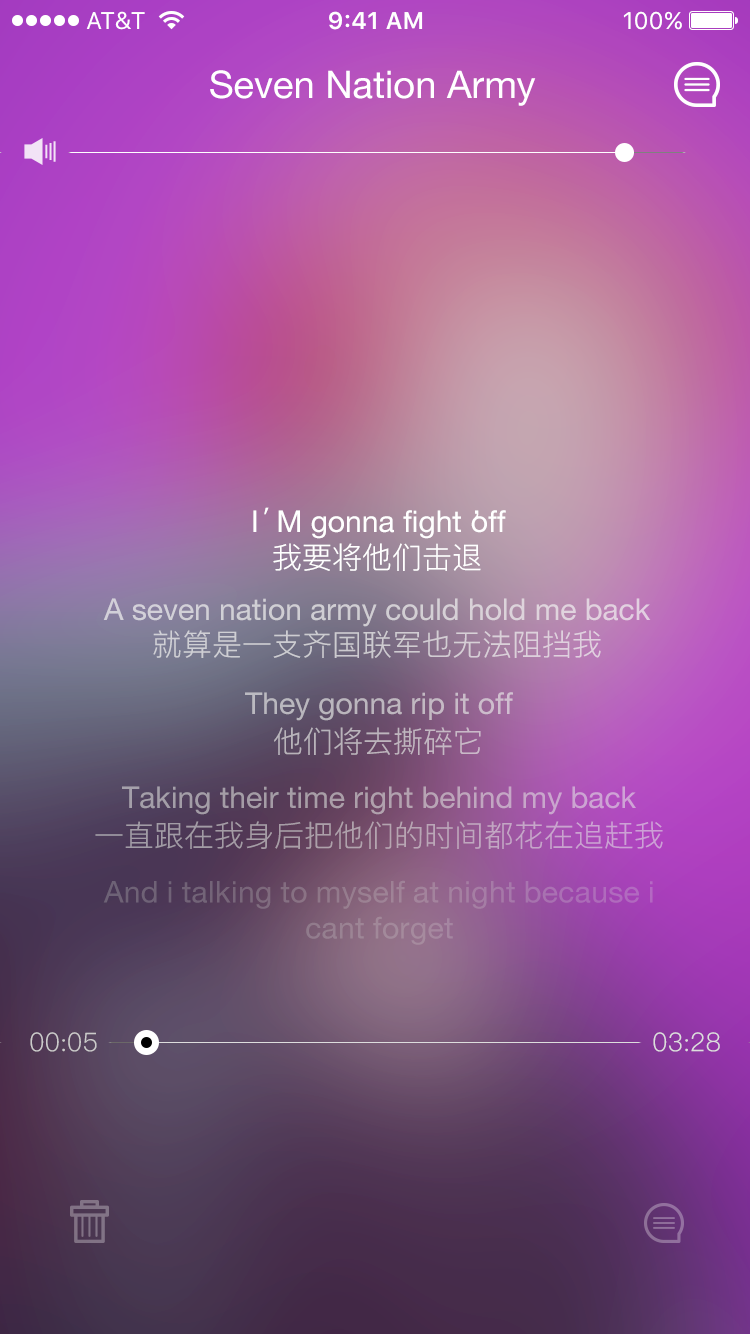 AT&T 9:41 AM 100%
Seven Nation Army
I´M gonna fight òff
我要将他们击退
A seven nation army could hold me back
就算是一支齐国联军也无法阻挡我
They gonna rip it off
他们将去撕碎它
Taking their time right behind my back
一直跟在我身后把他们的时间都花在追赶我
And i talking to myself at night because i
cant forget
00:05 03:28